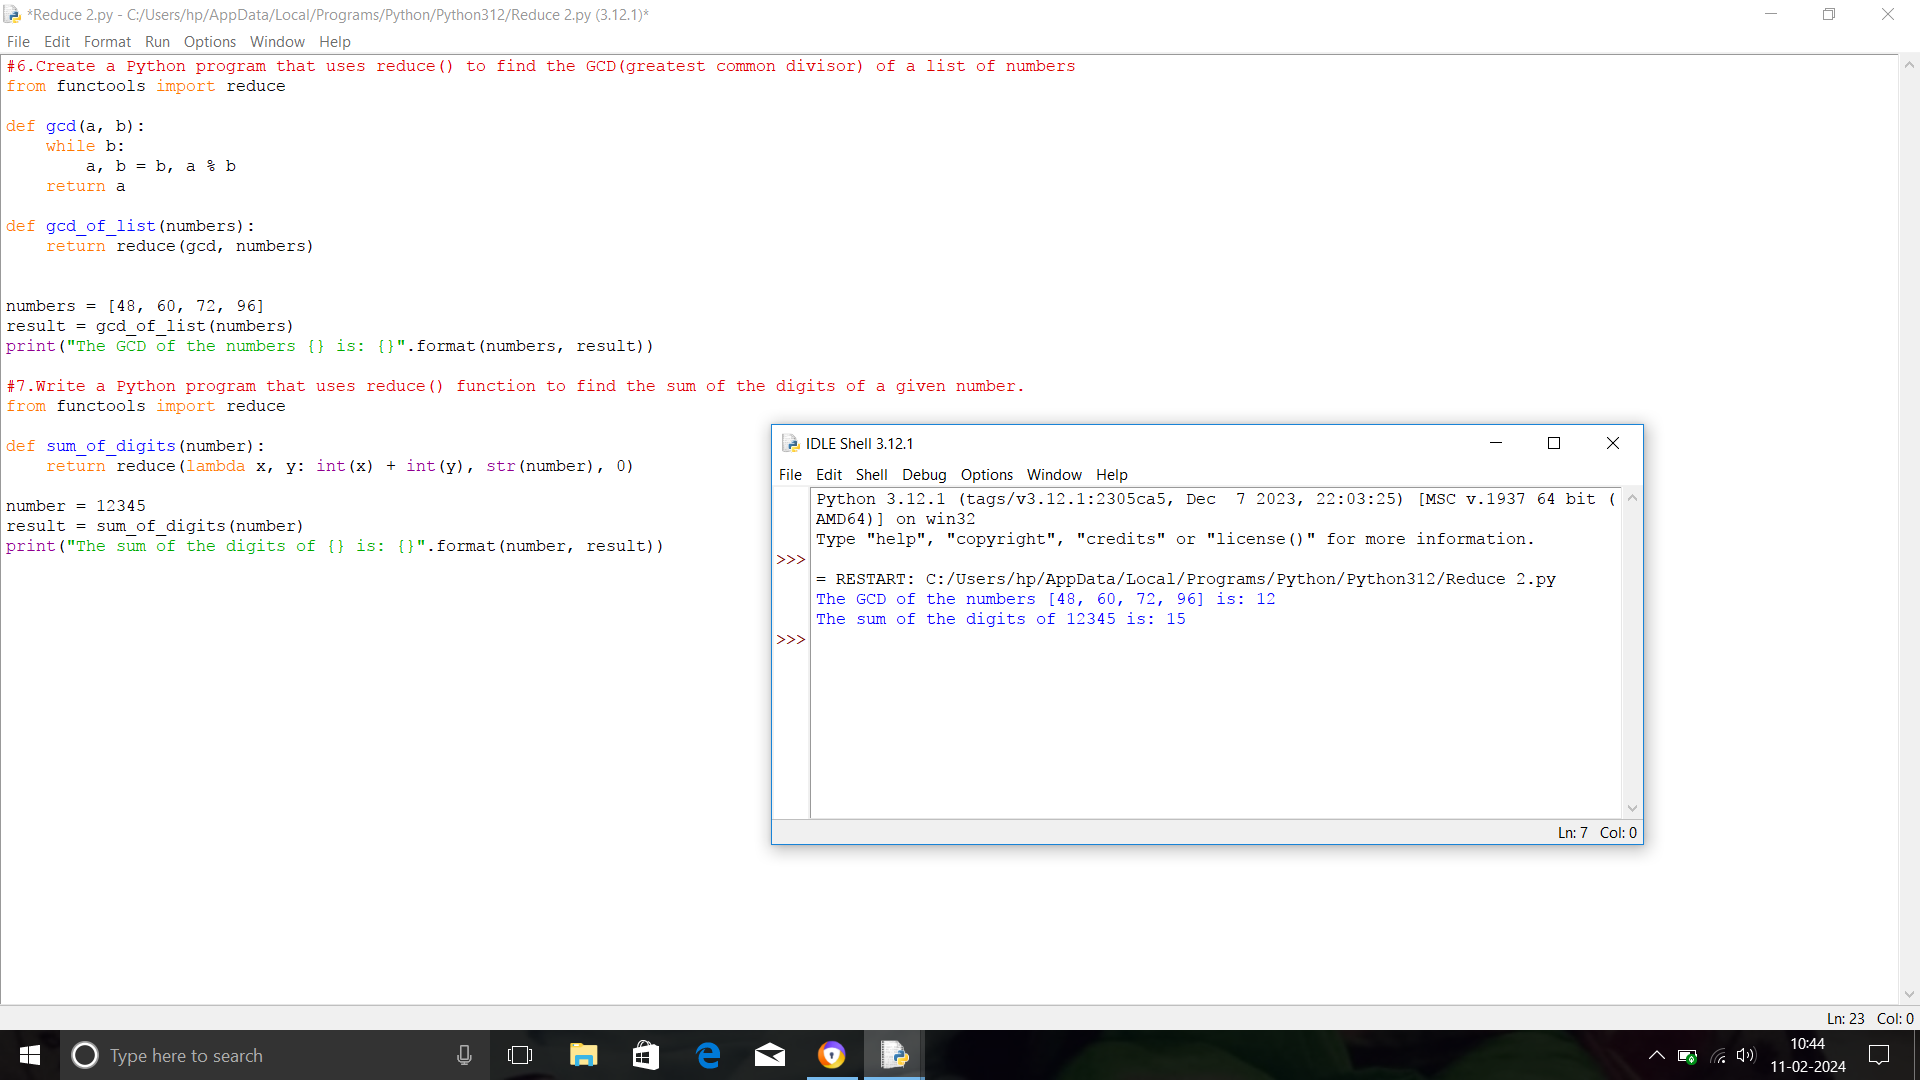 *Reduce 2.py - C:/Users/hp/AppData/Local/Programs/Python/Python312/Reduce 2.py (3.12.1)*
File Edit Format Run Options Window Help
#6.Create a Python program that uses reduce() to find the GCD(greatest common divisor) of a list of numbers
from functools import reduce
def gcd(a, b):
    while b:
        a, b = b, a % b
    return a
def gcd_of_list(numbers):
    return reduce(gcd, numbers)
numbers = [48, 60, 72, 96]
result = gcd_of_list(numbers)
print("The GCD of the numbers {} is: {}".format(numbers, result))
#7.Write a Python program that uses reduce() function to find the sum of the digits of a given number.
from functools import reduce
def sum_of_digits(number):
    return reduce(lambda x, y: int(x) + int(y), str(number), 0)
number = 12345
result = sum_of_digits(number)
print("The sum of the digits of {} is: {}".format(number, result))
IDLE Shell 3.12.1
File Edit Shell Debug Options Window Help
Python 3.12.1 (tags/v3.12.1:2305ca5, Dec  7 2023, 22:03:25) [MSC v.1937 64 bit (
AMD64)] on win32
Type "help", "copyright", "credits" or "license()" for more information.
>>>
= RESTART: C:/Users/hp/AppData/Local/Programs/Python/Python312/Reduce 2.py
The GCD of the numbers [48, 60, 72, 96] is: 12
The sum of the digits of 12345 is: 15
>>>
Ln: 7 Col: 0
Ln: 23 Col: 0
Type here to search
10:44
11-02-2024